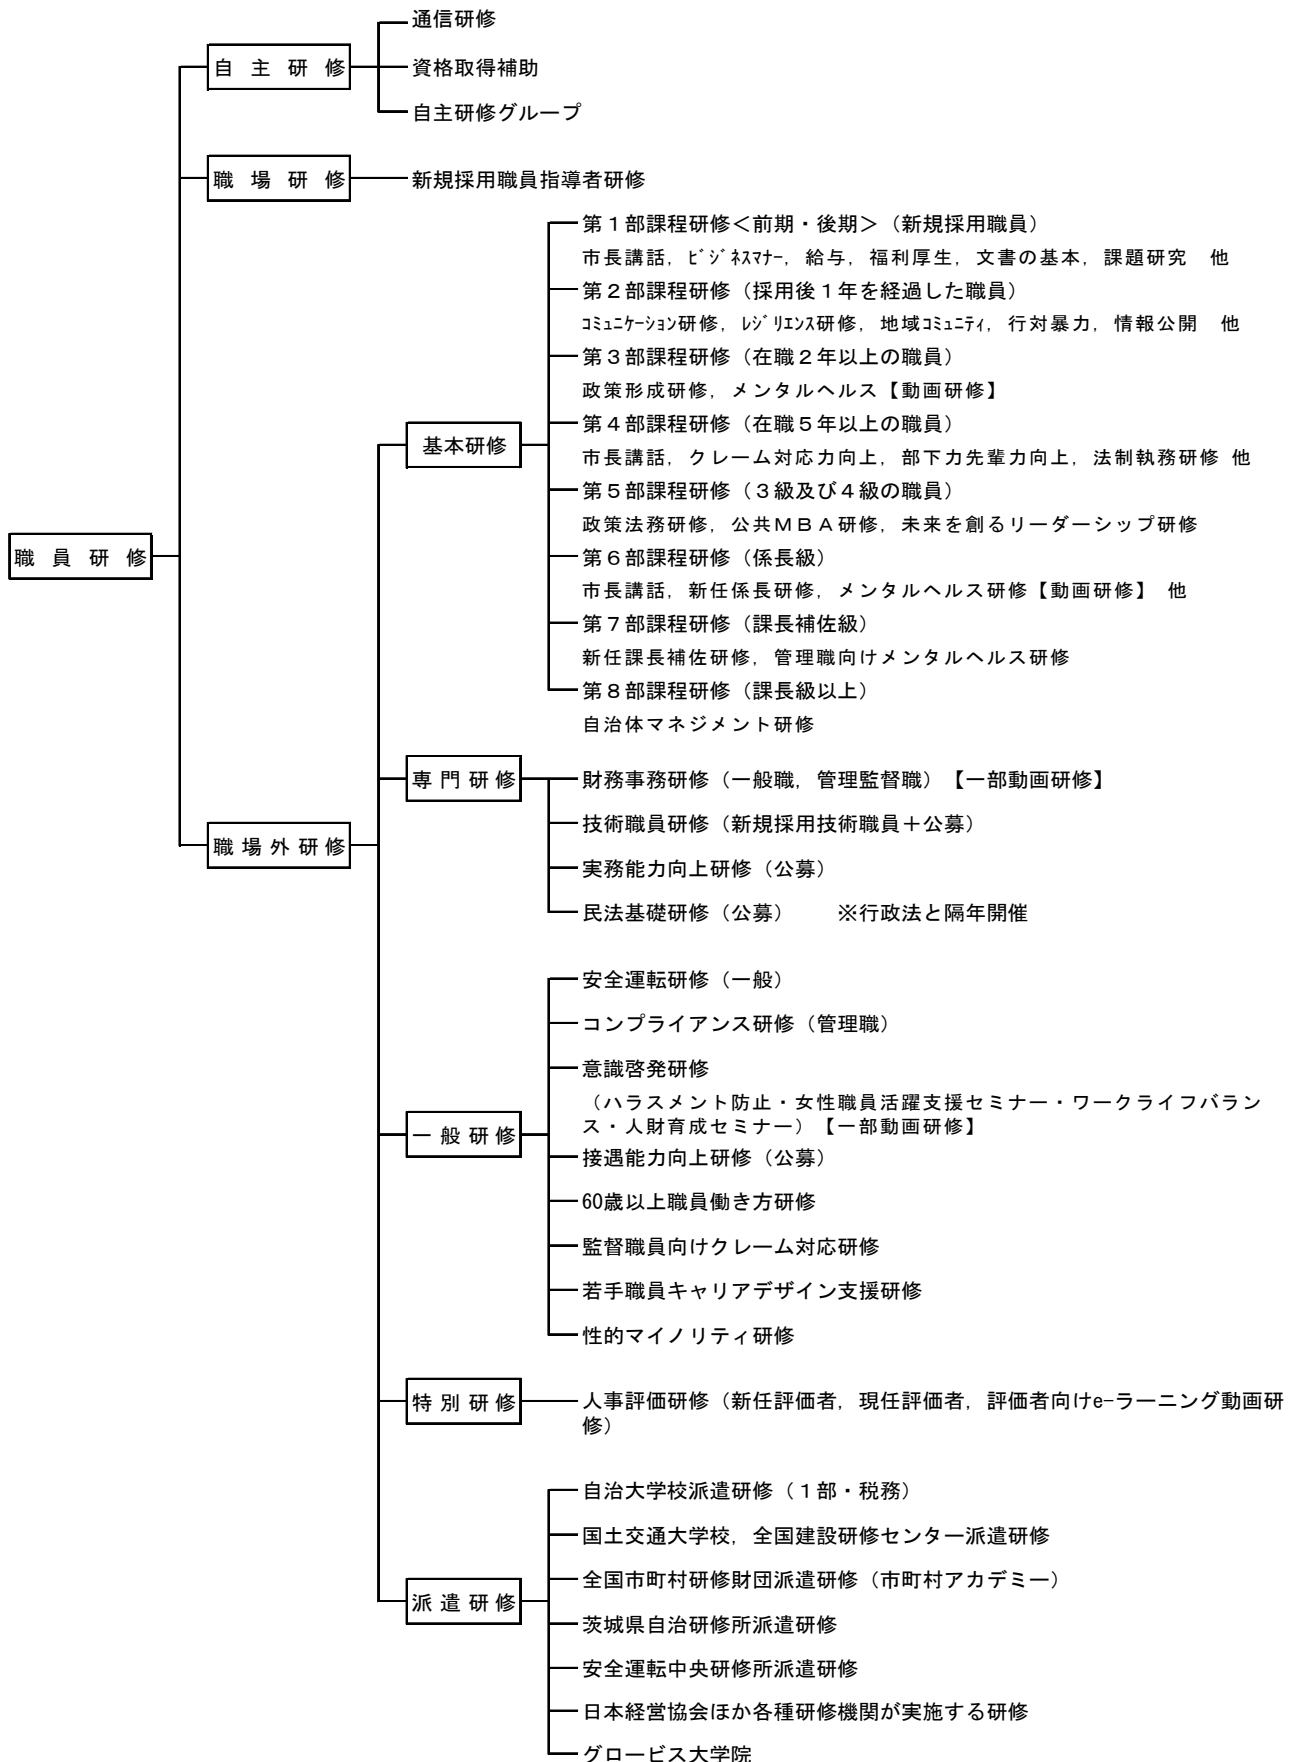 通信研修
自主研修
資格取得補助
自主研修グループ
職場研修
新規採用職員指導者研修
第1部課程研修＜前期・後期＞（新規採用職員）
市長講話，ﾋﾞｼﾞﾈｽﾏﾅｰ，給与，福利厚生，文書の基本，課題研究　他
第2部課程研修（採用後1年を経過した職員）
ｺﾐｭﾆｹｰｼｮﾝ研修，ﾚｼﾞﾘｴﾝｽ研修，地域ｺﾐｭﾆﾃｨ，行対暴力，情報公開　他
第3部課程研修（在職2年以上の職員）
政策形成研修，メンタルヘルス【動画研修】
第4部課程研修（在職5年以上の職員）
基本研修
市長講話，クレーム対応力向上，部下力先輩力向上，法制執務研修 他
第5部課程研修（3級及び4級の職員）
政策法務研修，公共ＭＢＡ研修，未来を創るリーダーシップ研修
職員研修
第6部課程研修（係長級）
市長講話，新任係長研修，メンタルヘルス研修【動画研修】 他
第7部課程研修（課長補佐級）
新任課長補佐研修，管理職向けメンタルヘルス研修
第8部課程研修（課長級以上）
自治体マネジメント研修
専門研修
財務事務研修（一般職，管理監督職）【一部動画研修】
技術職員研修（新規採用技術職員＋公募）
職場外研修
実務能力向上研修（公募）
民法基礎研修（公募）　　※行政法と隔年開催
安全運転研修（一般）
コンプライアンス研修（管理職）
意識啓発研修
（ハラスメント防止・女性職員活躍支援セミナー・ワークライフバラン
ス・人財育成セミナー）【一部動画研修】
一般研修
接遇能力向上研修（公募）
60歳以上職員働き方研修
監督職員向けクレーム対応研修
若手職員キャリアデザイン支援研修
性的マイノリティ研修
特別研修
人事評価研修（新任評価者，現任評価者，評価者向けe-ラーニング動画研
修）
自治大学校派遣研修（1部・税務）
国土交通大学校，全国建設研修センター派遣研修
全国市町村研修財団派遣研修（市町村アカデミー）
派遣研修
茨城県自治研修所派遣研修
安全運転中央研修所派遣研修
日本経営協会ほか各種研修機関が実施する研修
グロービス大学院